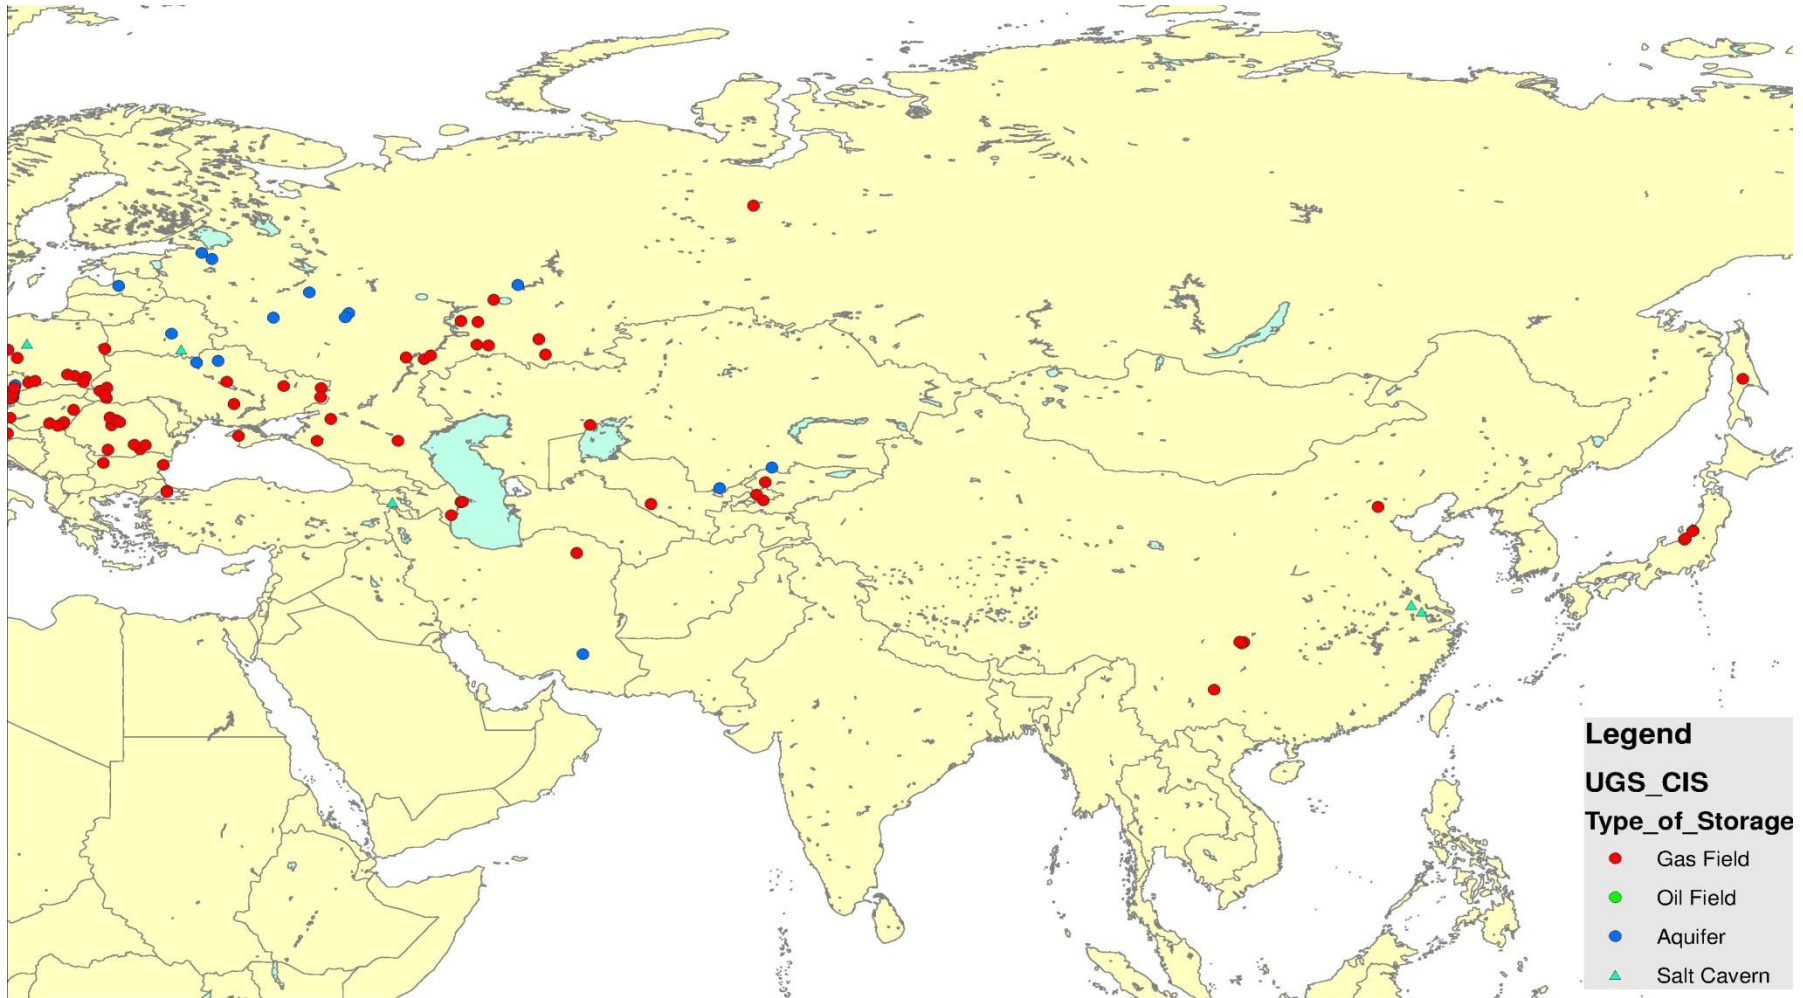 Legend
UGS_CIS
Type_of_Storage
Gas Field
Oil Field
Aquifer
Salt Cavern